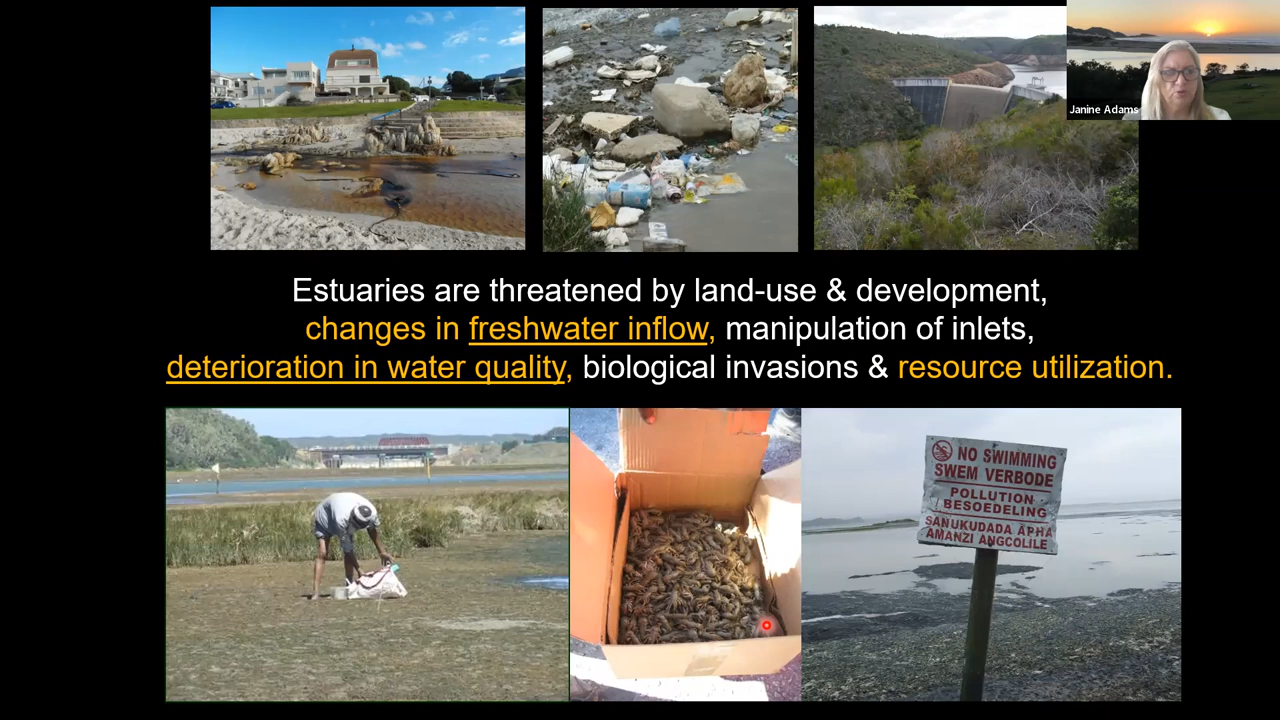 Janine Adams
Estuaries are threatened by land-use & development,
changes in freshwater inflow, manipulation of inlets,
deterioration in water quality, biological invasions & resource utilization.
NO SWIMMING
SWEM VERBODE
POLLUTION
BESOEDELING
SANUKUDADA APHA
AMANZI ANGCOLILE